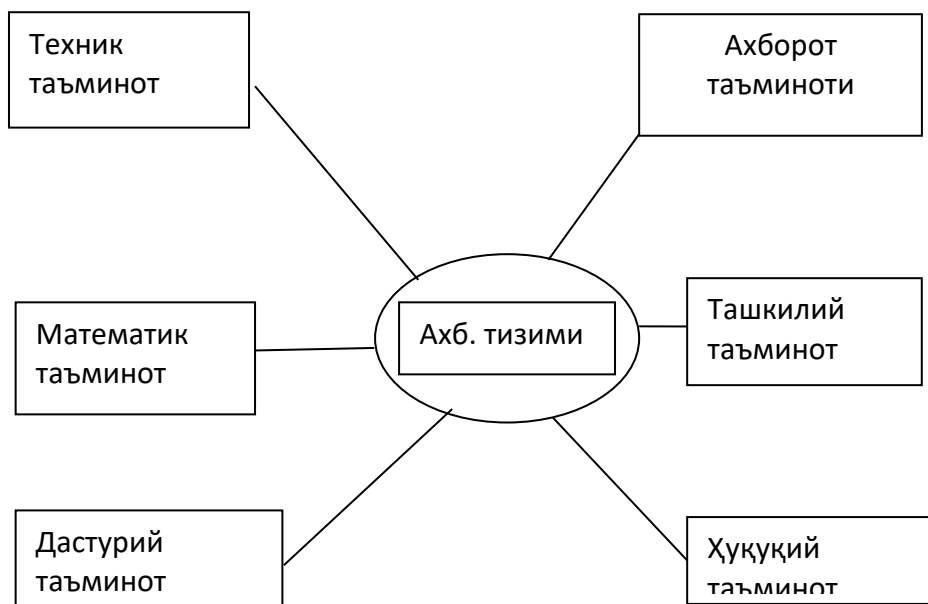 Техник
таъминот
Ахборот
таъминоти
Математик
таъминот
Ахб. тизими
Ташкилий
таъминот
Дастурий
таъминот
Ҳуқуқий
таъминот